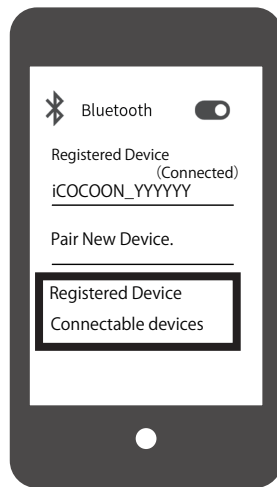 Bluetooth
Registered Device
（Connected）
iCOCOON_YYYYYY
Pair New Device.
Registered Device
Connectable devices